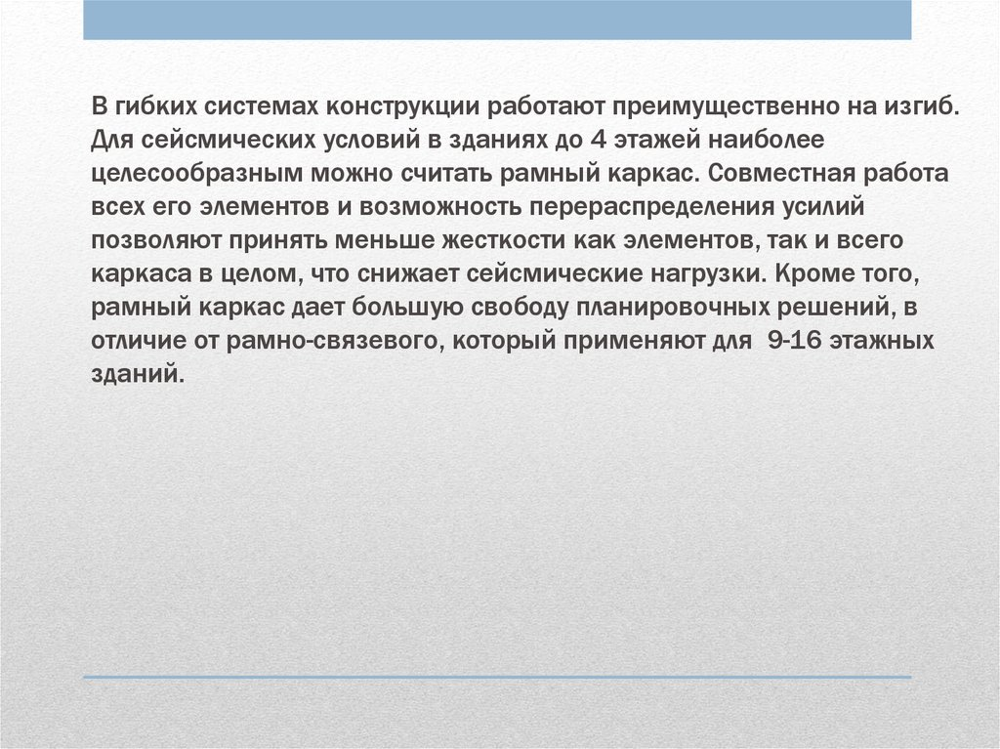 В гибких системах конструкции работают преимущественно на изгиб.
Для сейсмических условий в зданиях до 4 этажей наиболее
целесообразным можно считать рамный каркас. Совместная работа
всех его элементов и возможность перераспределения усилий
позволяют принять меньше жесткости как элементов, так и всего
каркаса в целом, что снижает сейсмические нагрузки. Кроме того,
рамный каркас дает большую свободу планировочных решений, в
отличие от рамно-связевого, который применяют для  9-16 этажных
зданий.